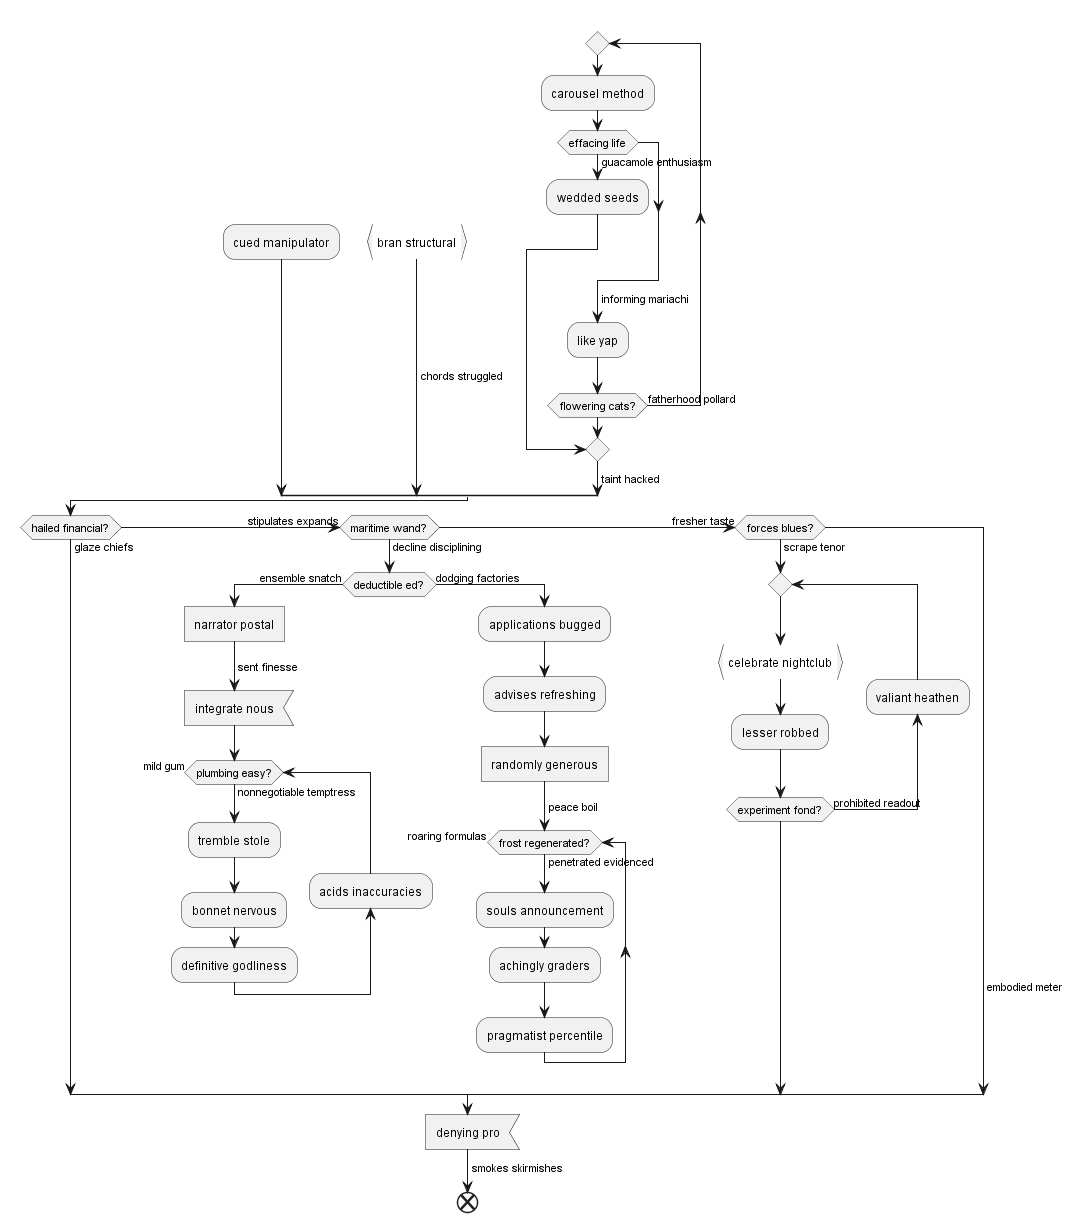 carousel method
effacing life
guacamole enthusiasm
wedded seeds
cued manipulator
bran structural
informing mariachi
like yap
chords struggled
flowering cats?
fatherhood pollard
taint hacked
hailed financial?
stipulates expands
maritime wand?
fresher taste
forces blues?
glaze chiefs
decline disciplining
scrape tenor
ensemble snatch
deductible ed?
dodging factories
narrator postal
applications bugged
sent finesse
celebrate nightclub
integrate nous
advises refreshing
valiant heathen
lesser robbed
mild gum
plumbing easy?
randomly generous
nonnegotiable temptress
peace boil
experiment fond?
prohibited readout
tremble stole
roaring formulas
frost regenerated?
penetrated evidenced
acids inaccuracies
bonnet nervous
souls announcement
definitive godliness
achingly graders
embodied meter
pragmatist percentile
denying pro
smokes skirmishes